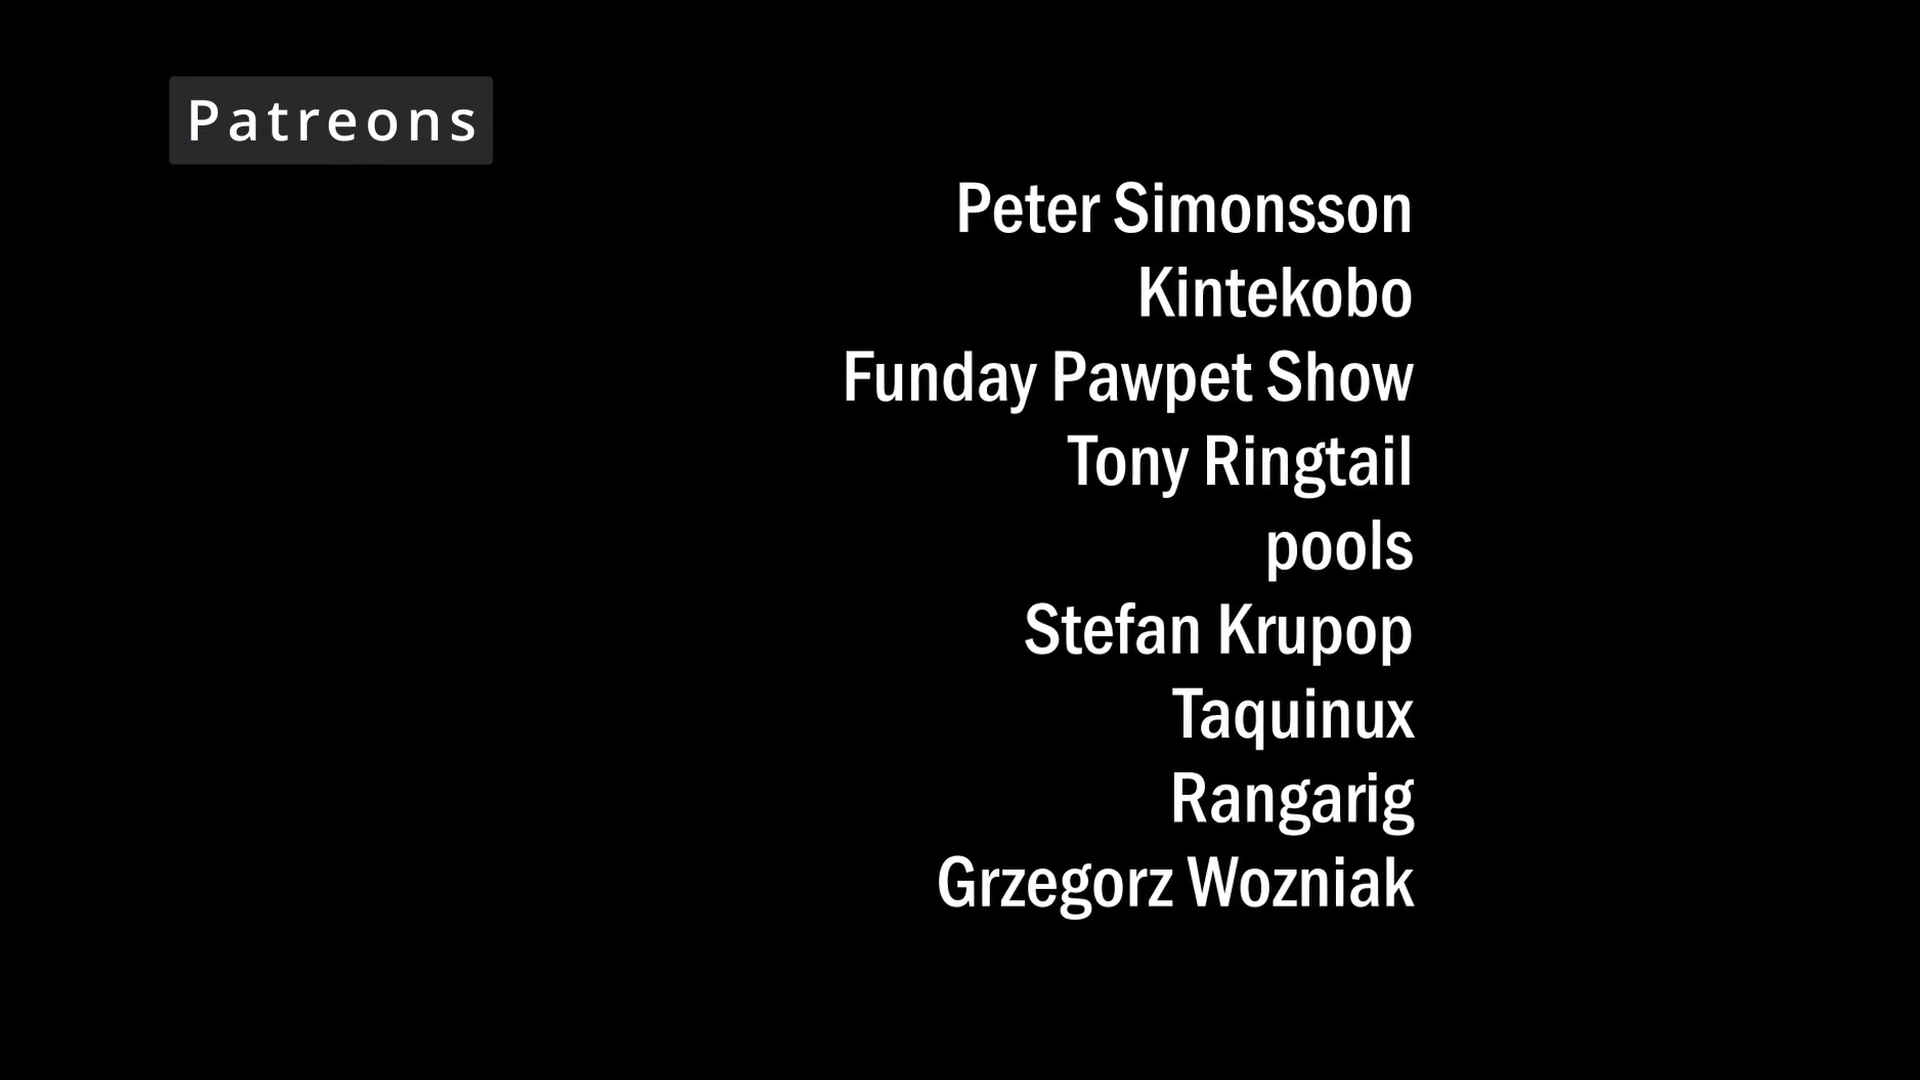 Patreons
Peter Simonsson
Kintekobo
Funday Pawpet Show
Tony Ringtail
pools
Stefan Krupop
Taquinux
Rangarig
Grzegorz Wozniak